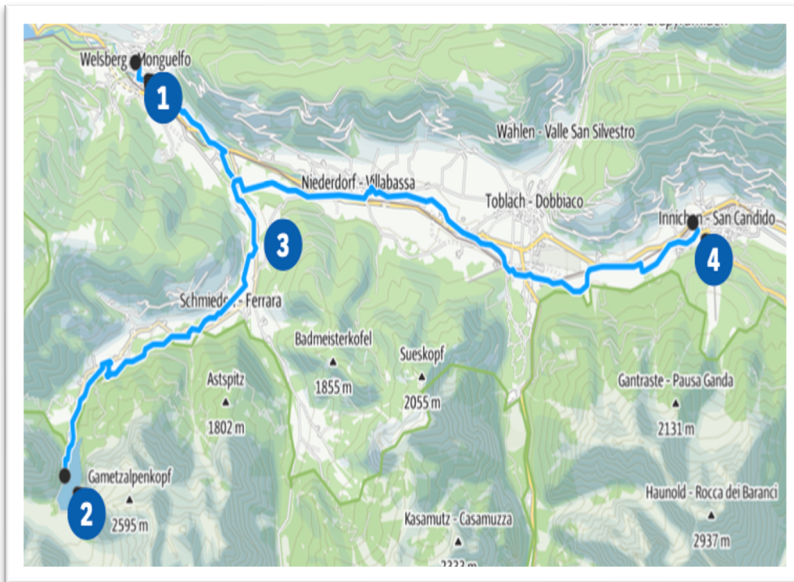 Welsberg - Monguelfo
1
Wahlen - Valle San Silvestro
Niederdorf - Villabassa
Toblach - Dobbiaco
Innichen - San Candido
3
4
Schmieden - Ferrara
Badmeisterkofel
1855 m
Sueskopf
2055 m
Astspitz
1802 m
Gantraste - Pausa Ganda
2131 m
Gametzalpenkopf
2595 m
2
Haunold - Rocca dei Baranci
2937 m
Kasamutz - Casamuzza